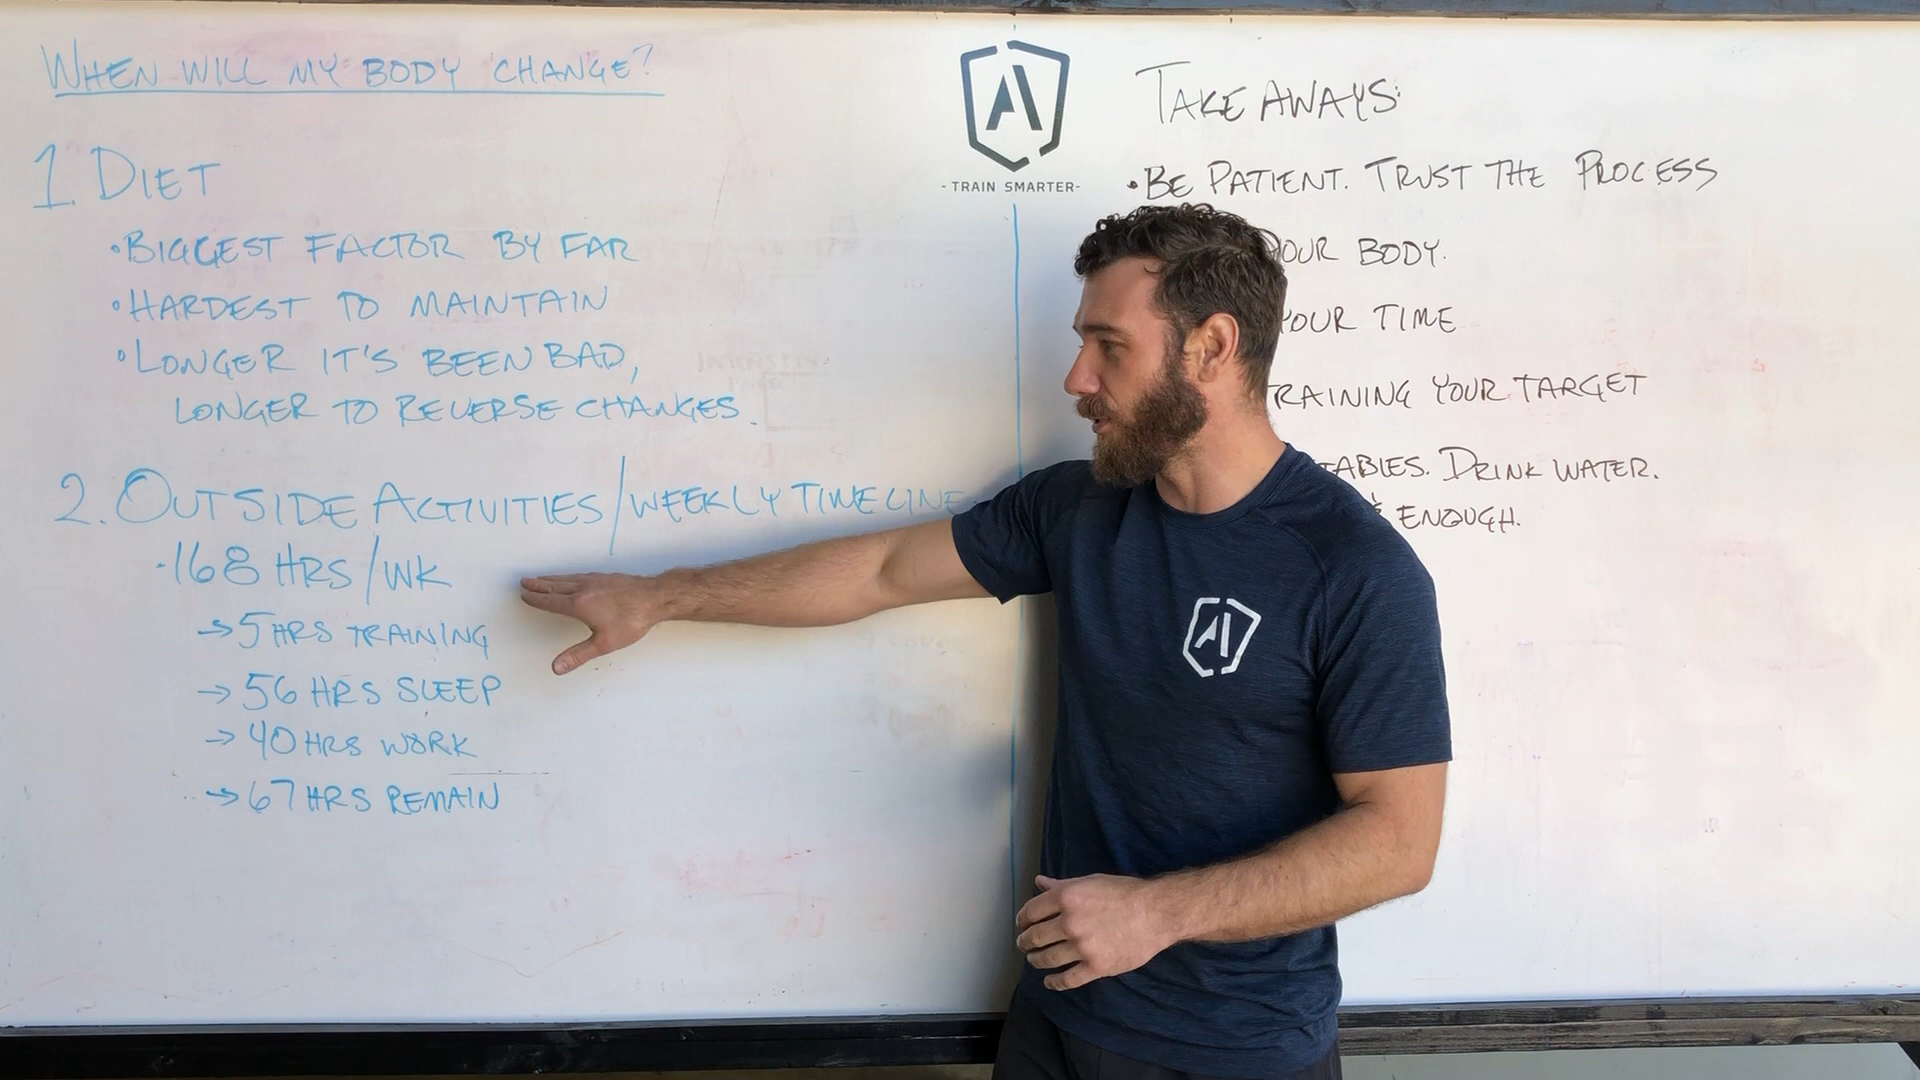 WHEN WILL MY BODY CHANGE?
1. DIET
•BIGGEST FACTOR BY FAR
•HARDEST TO MAINTAIN
•LONGER IT'S BEEN BAD,
LONGER TO REVERSE CHANGES.
2. OUTSIDE ACTIVITIES/WEEKLY TIMELINE
•168 HRS/WK
→5 HRS TRAINING
→56 HRS SLEEP
→40 HRS WORK
→67 HRS REMAIN
A
- TRAIN SMARTER-
TAKE AWAYS:
•BE PATIENT. TRUST THE PROCESS
YOUR BODY.
YOUR TIME
TRAINING YOUR TARGET
TABLES. DRINK WATER.
ENOUGH.
A